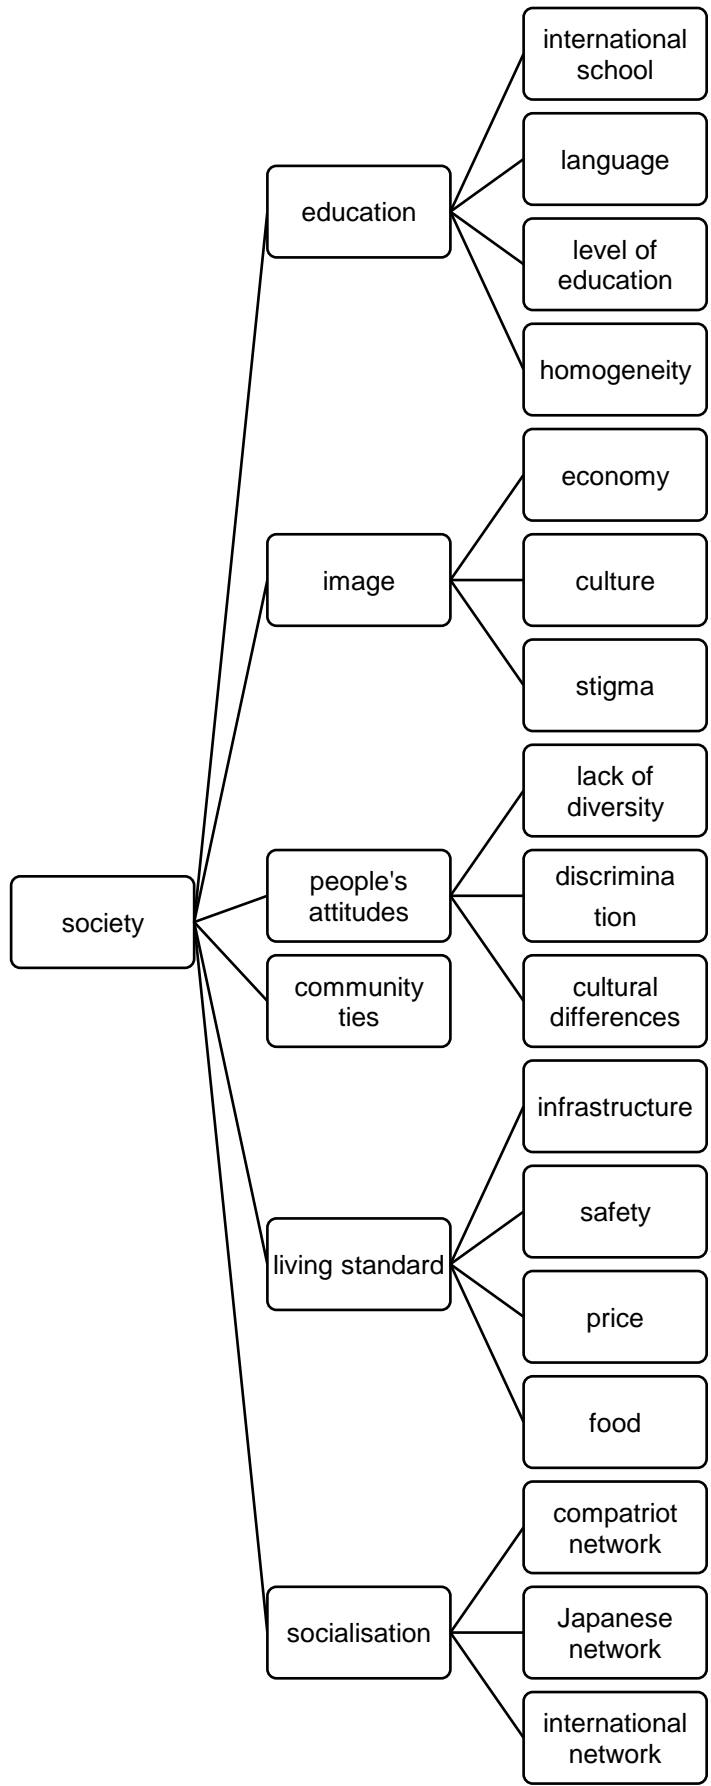 society
education
international
school
language
level of
education
homogeneity
image
economy
culture
stigma
people's
attitudes
lack of
diversity
discrimina
tion
cultural
differences
community
ties
living standard
infrastructure
safety
price
food
socialisation
compatriot
network
Japanese
network
international
network